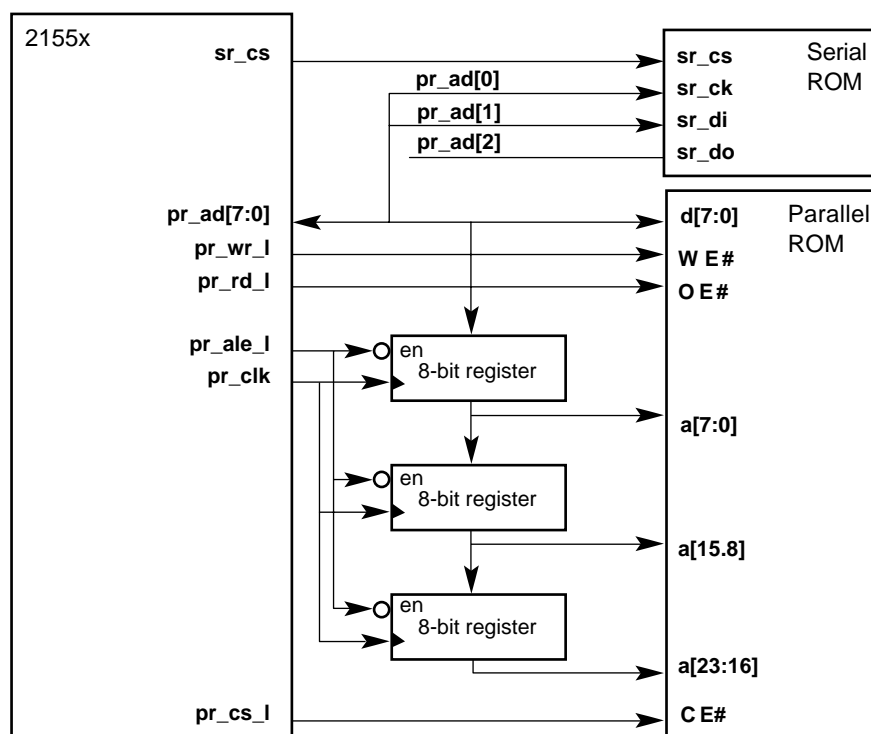 2155x
sr_cs
pr_ad[7:0]
pr_wr_l
pr_rd_l
pr_ale_l
pr_clk
pr_cs_l
pr_ad[0]
pr_ad[1]
pr_ad[2]
Serial
ROM
sr_cs
sr_ck
sr_di
sr_do
Parallel
ROM
d[7:0]
W E#
O E#
a[7:0]
a[15.8]
a[23:16]
C E#
en
8-bit register
en
8-bit register
en
8-bit register